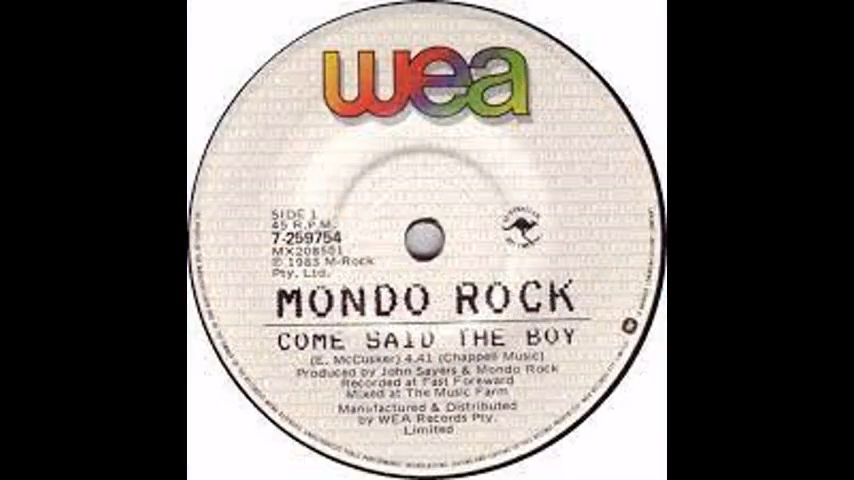 wea
SIDE 1
45 R.P.M.
7-259754
MX208501
© 1983 M-Rock
Pty. Ltd.
MONDO ROCK
COME SAID THE BOY
(E. McCusker) 4.41 (Chappell Music)
Produced by John Sayers & Mondo Rock
Recorded at Fast Foreward
Mixed at The Music Farm
Manufactured & Distributed
by WEA Records Pty.
Limited